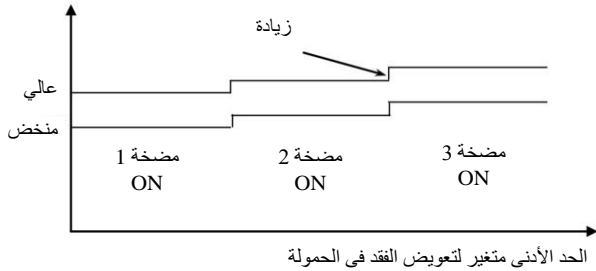 زيادة
عالي
منخض
مضخة 1
ON
مضخة 2
ON
مضخة 3
ON
الحد الأدنى متغير لتعويض الفقد في الحمولة